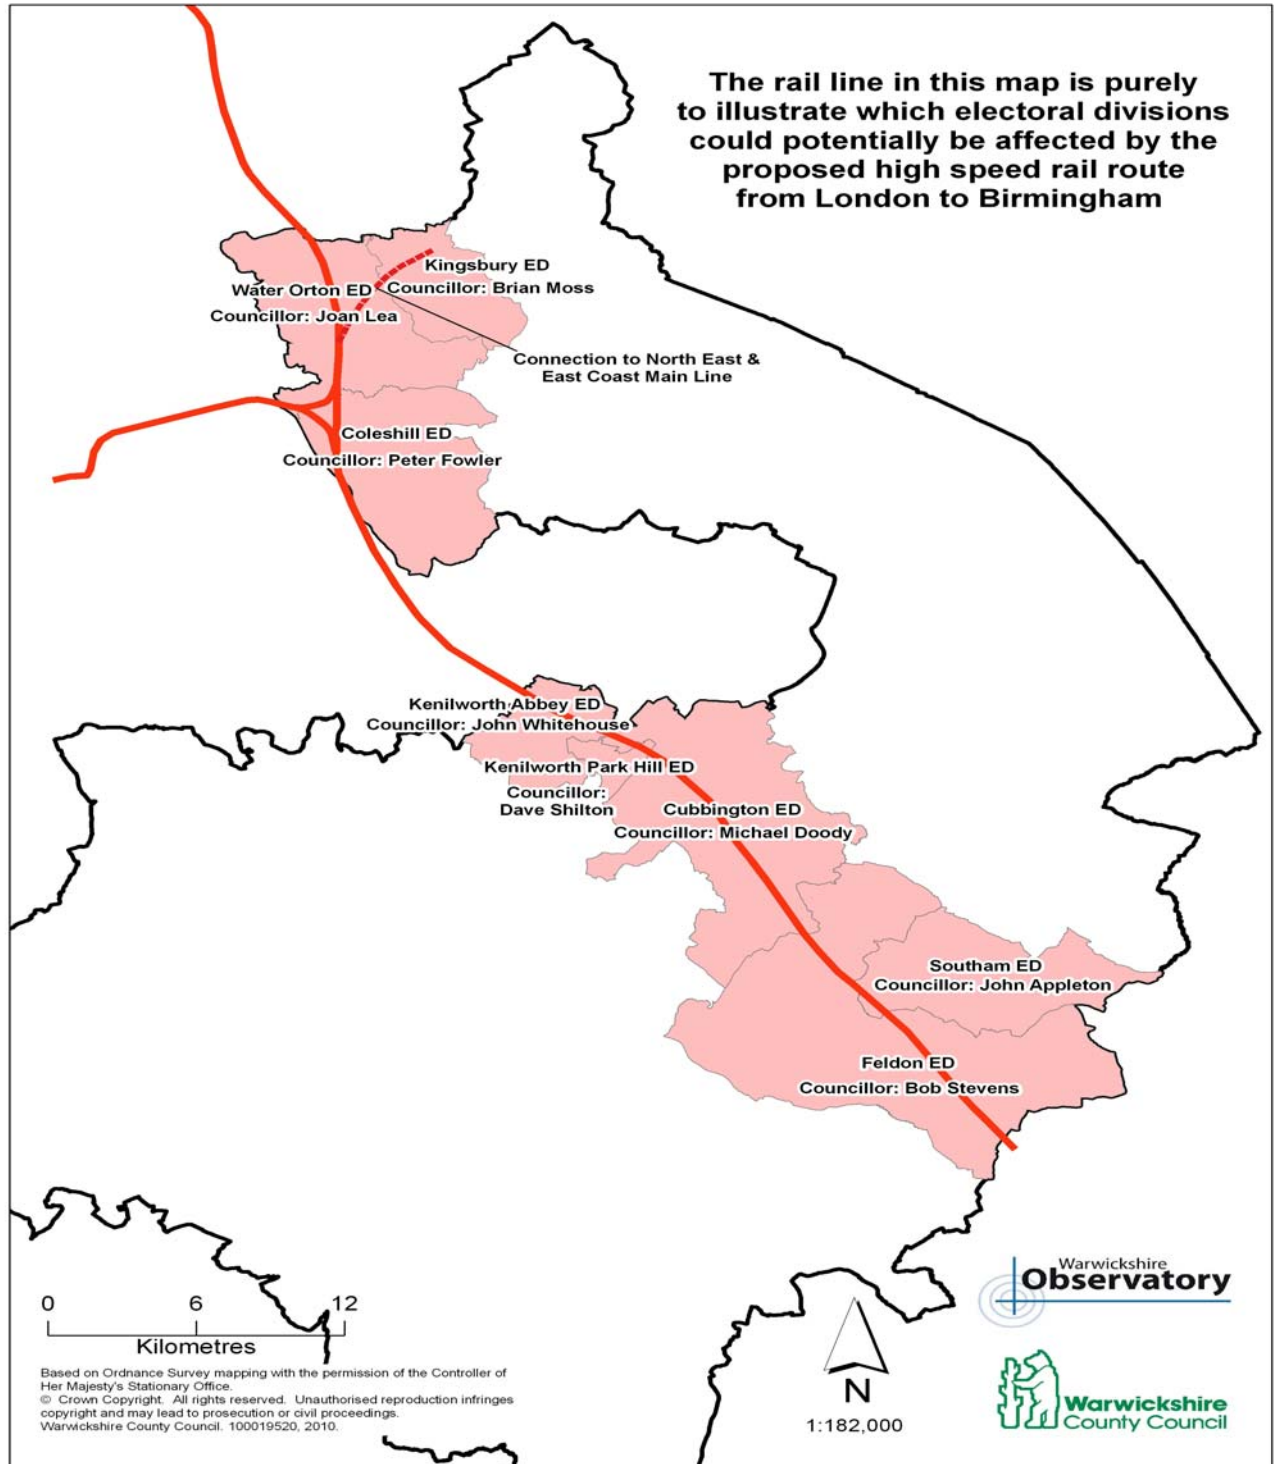 The rail line in this map is purely
to illustrate which electoral divisions
could potentially be affected by the
proposed high speed rail route
from London to Birmingham
Kingsbury ED
Councillor: Brian Moss
Water Orton ED
Councillor: Joan Lea
Connection to North East &
East Coast Main Line
Coleshill ED
Councillor: Peter Fowler
Kenilworth Abbey ED
Councillor: John Whitehouse
Kenilworth Park Hill ED
Councillor:
Dave Shilton
Cubbington ED
Councillor: Michael Doody
Southam ED
Councillor: John Appleton
Feldon ED
Councillor: Bob Stevens
Warwickshire
Observatory
0 6 12
Kilometres
Based on Ordnance Survey mapping with the permission of the Controller of
Her Majesty's Stationary Office.
© Crown Copyright. All rights reserved. Unauthorised reproduction infringes
copyright and may lead to prosecution or civil proceedings.
Warwickshire County Council. 100019520, 2010.
N
1:182,000
Warwickshire
County Council